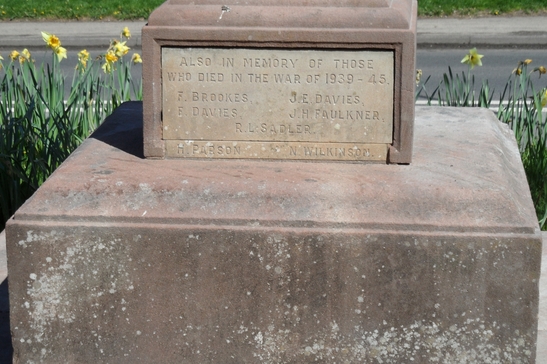 ALSO IN MEMORY OF THOSE
WHO DIED IN THE WAR OF 1939-45.
F. BROOKES. J.E. DAVIES.
F. DAVIES. J.H. FAULKNER.
R.L. SADLER.
H. PABSON. N WILKINSON.